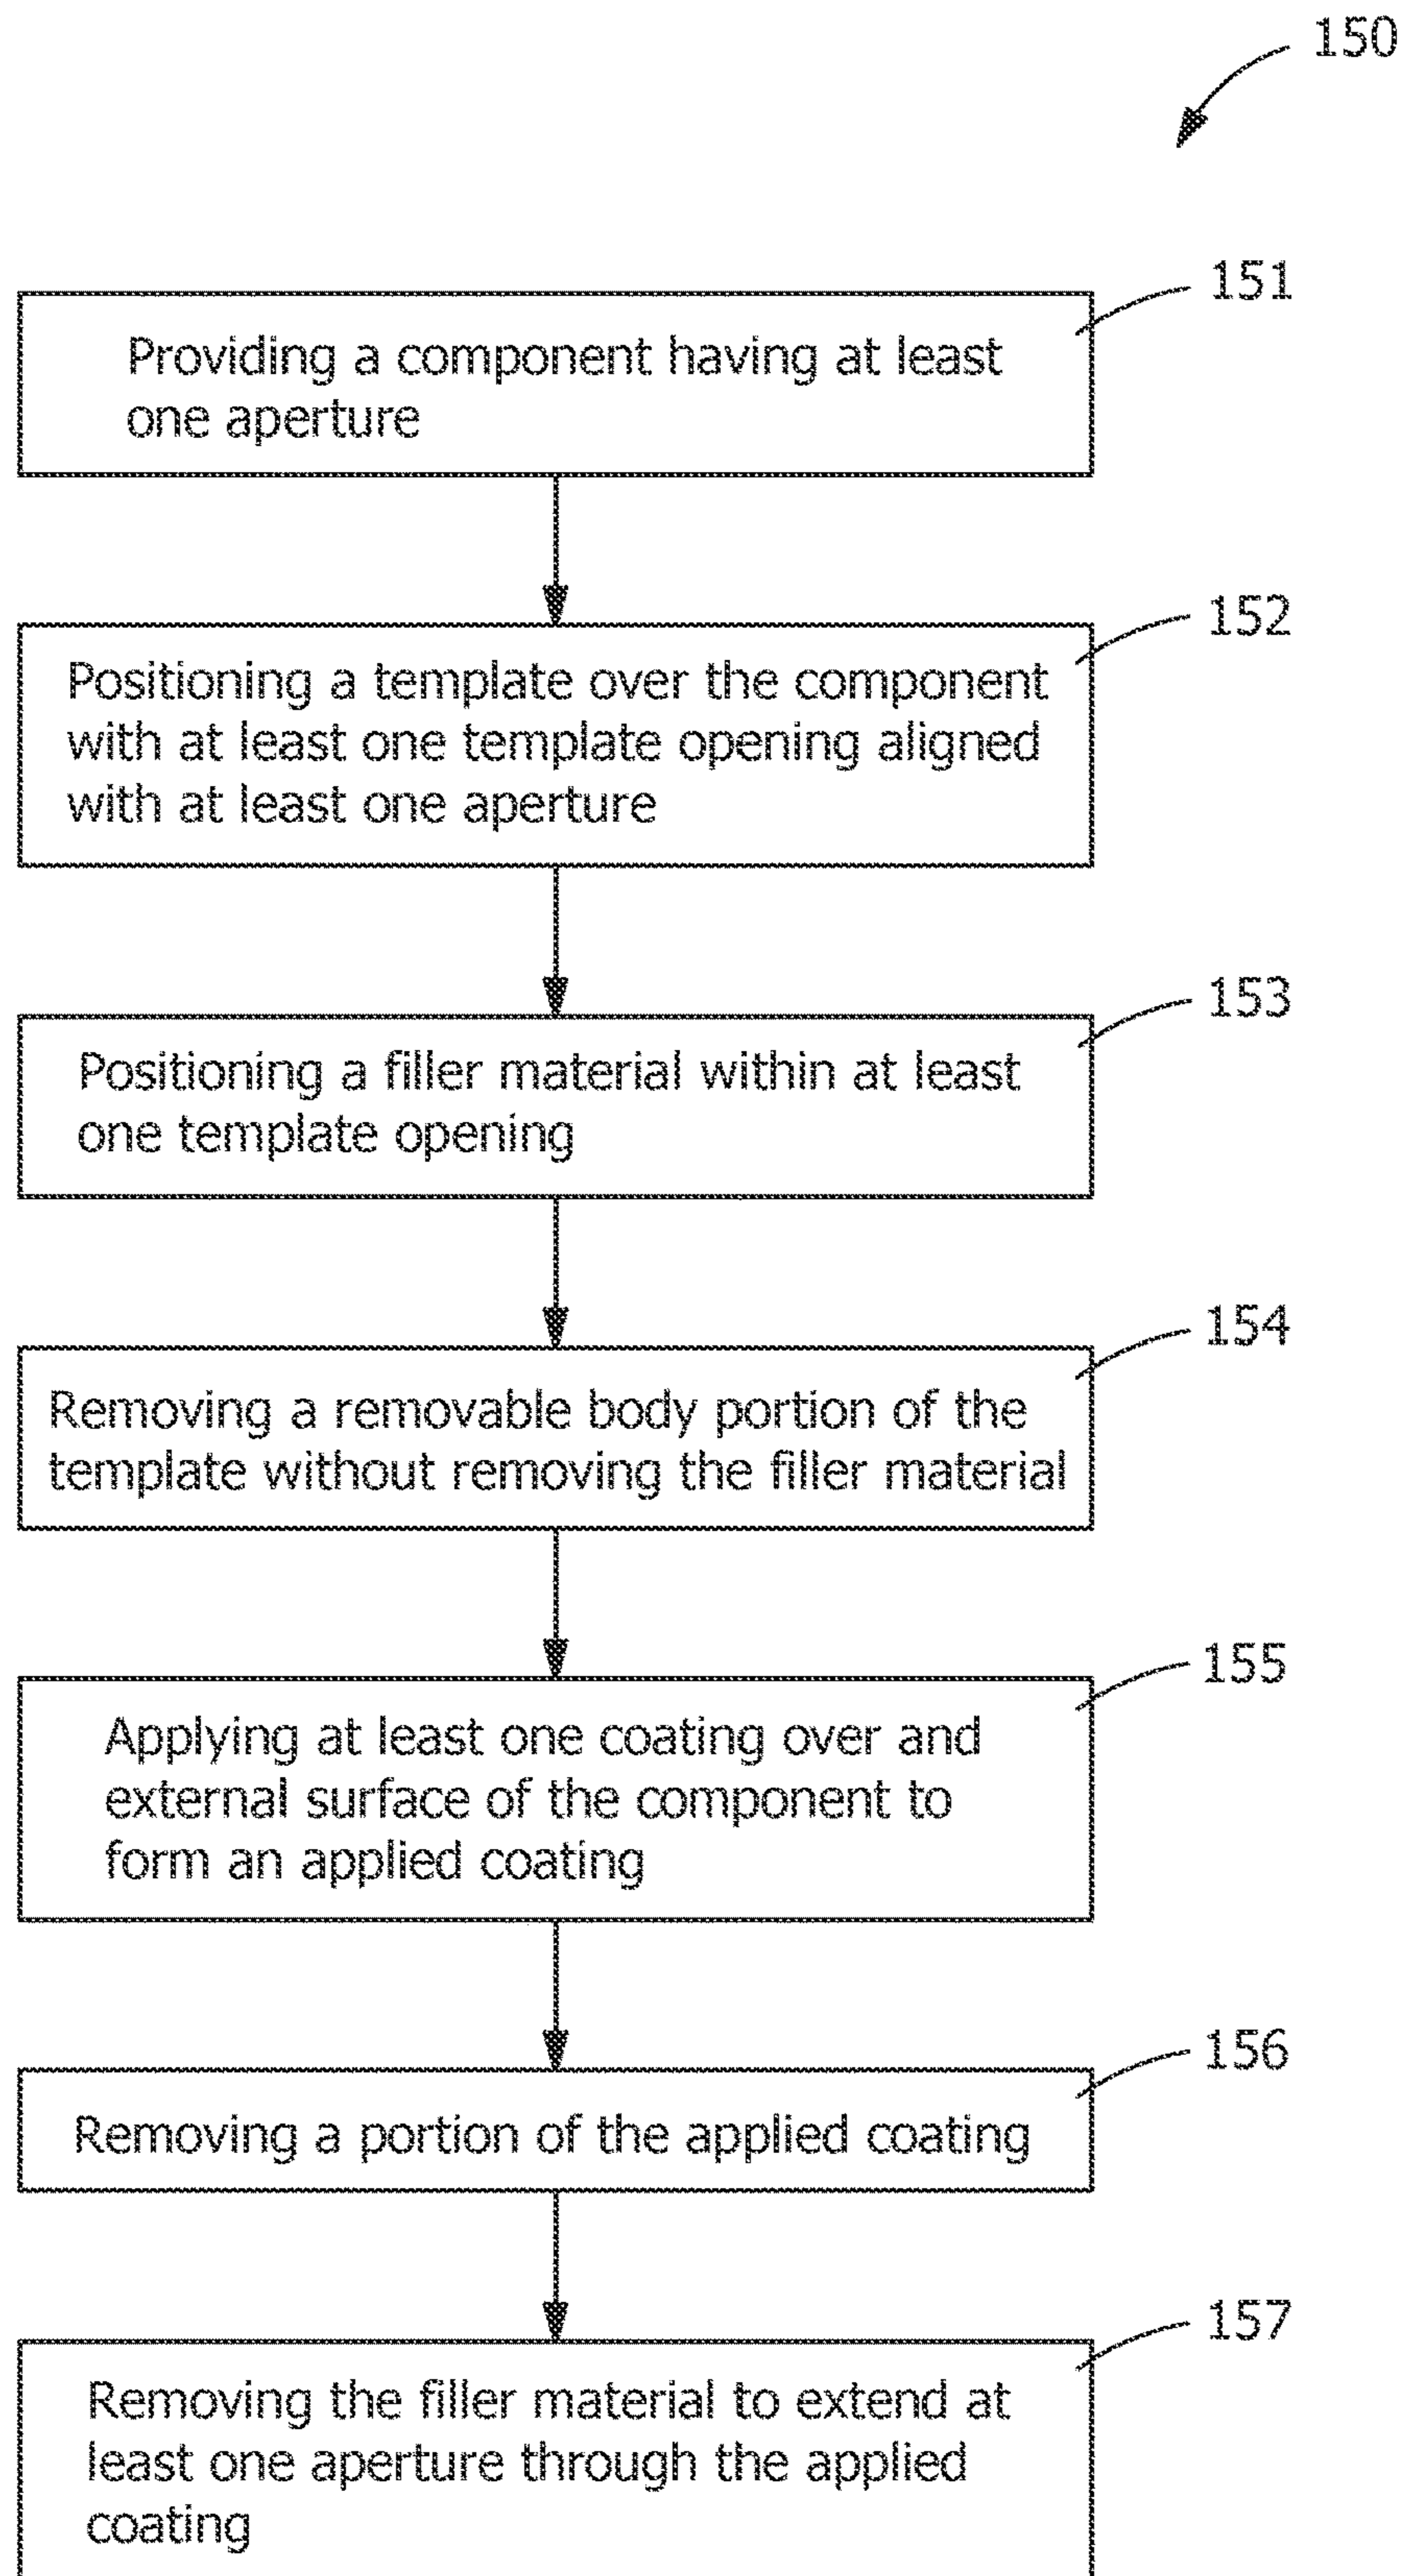 150
151
Providing a component having at least
one aperture
152
Positioning a template over the component
with at least one template opening aligned
with at least one aperture
153
Positioning a filler material within at least
one template opening
154
Removing a removable body portion of the
template without removing the filler material
155
Applying at least one coating over and
external surface of the component to
form an applied coating
156
Removing a portion of the applied coating
157
Removing the filler material to extend at
least one aperture through the applied
coating